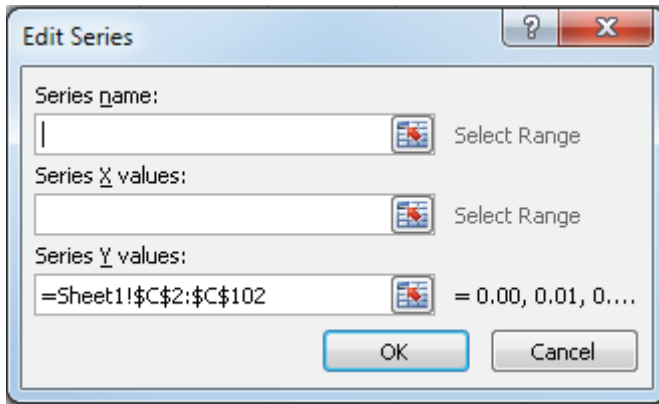 Edit Series
Series name:
Select Range
Series X values:
Select Range
Series Y values:
=Sheet1!$C$2:$C$102 = 0.00, 0.01, 0....
OK Cancel